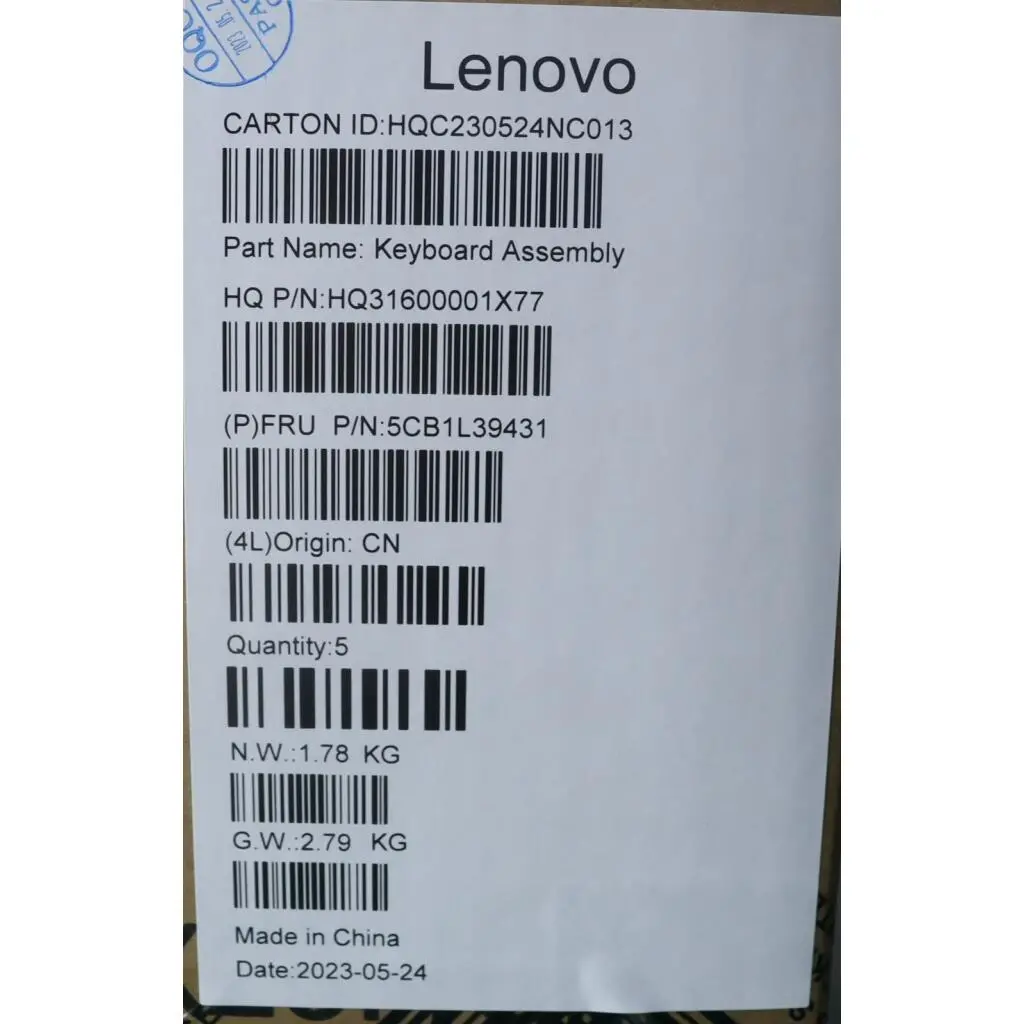 Lenovo
CARTON ID:HQC230524NC013
Part Name: Keyboard Assembly
HQ P/N:HQ31600001X77
(P)FRU P/N:5CB1L39431
(4L)Origin: CN
Quantity:5
N.W.:1.78 KG
G.W.:2.79 KG
Made in China
Date:2023-05-24